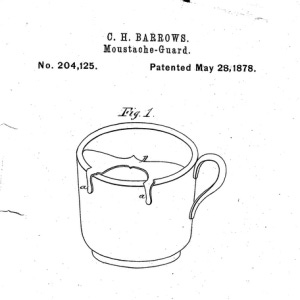 C. H. BARROWS.
Moustache-Guard.
No. 204,125. Patented May 28, 1878.
Fig. 1.
B
a
a